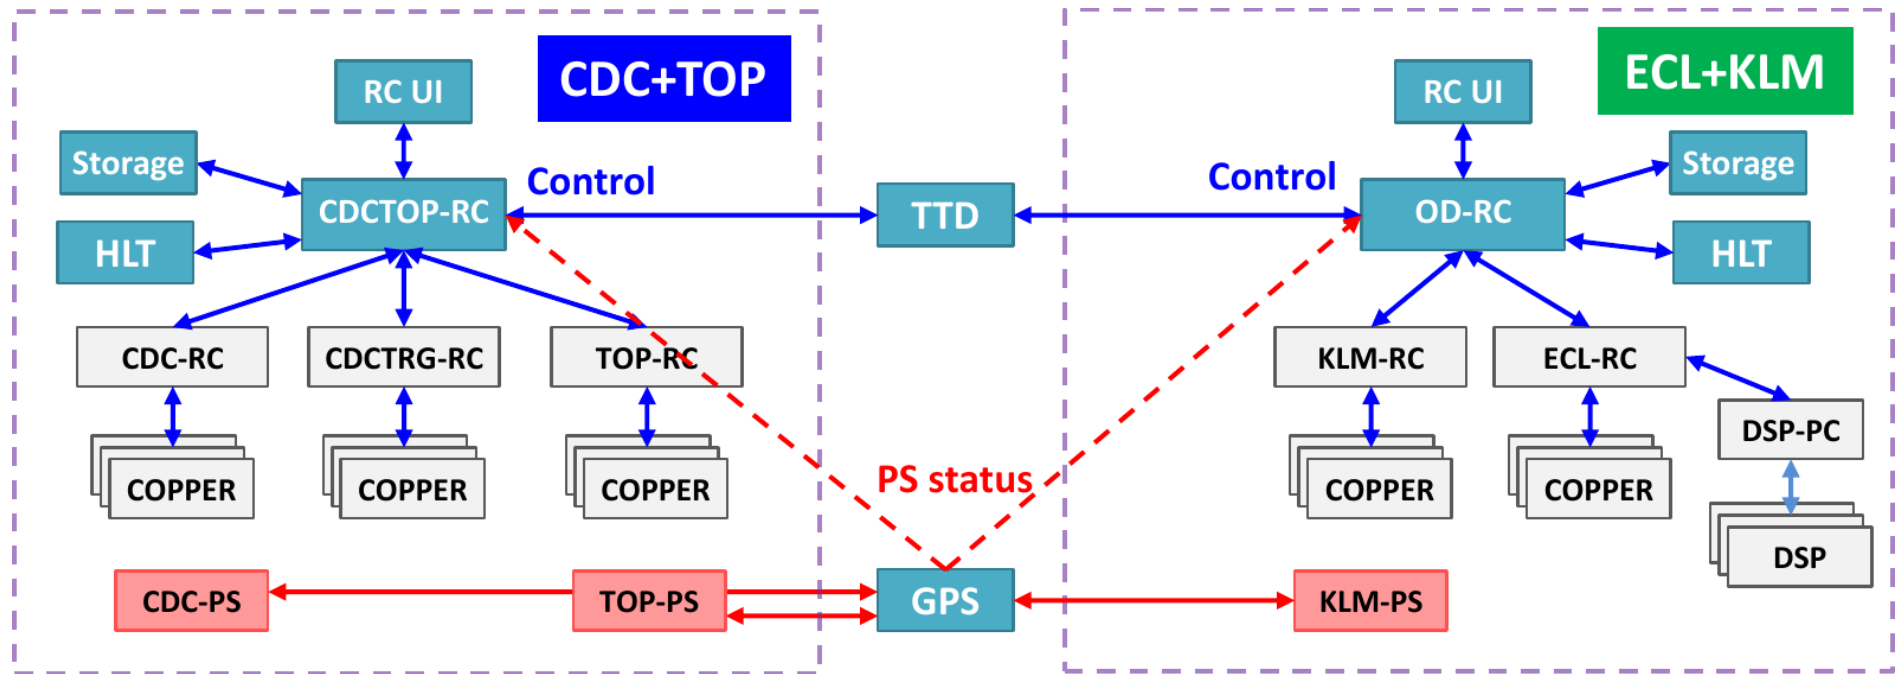 CDC+TOP
RC UI
Storage
Control
CDCTOP-RC
HLT
CDC-RC
CDCTRG-RC
TOP-RC
COPPER
COPPER
COPPER
CDC-PS
TOP-PS
TTD
PS status
GPS
ECL+KLM
RC UI
Control
Storage
OD-RC
HLT
KLM-RC
ECL-RC
DSP-PC
COPPER
COPPER
DSP
KLM-PS